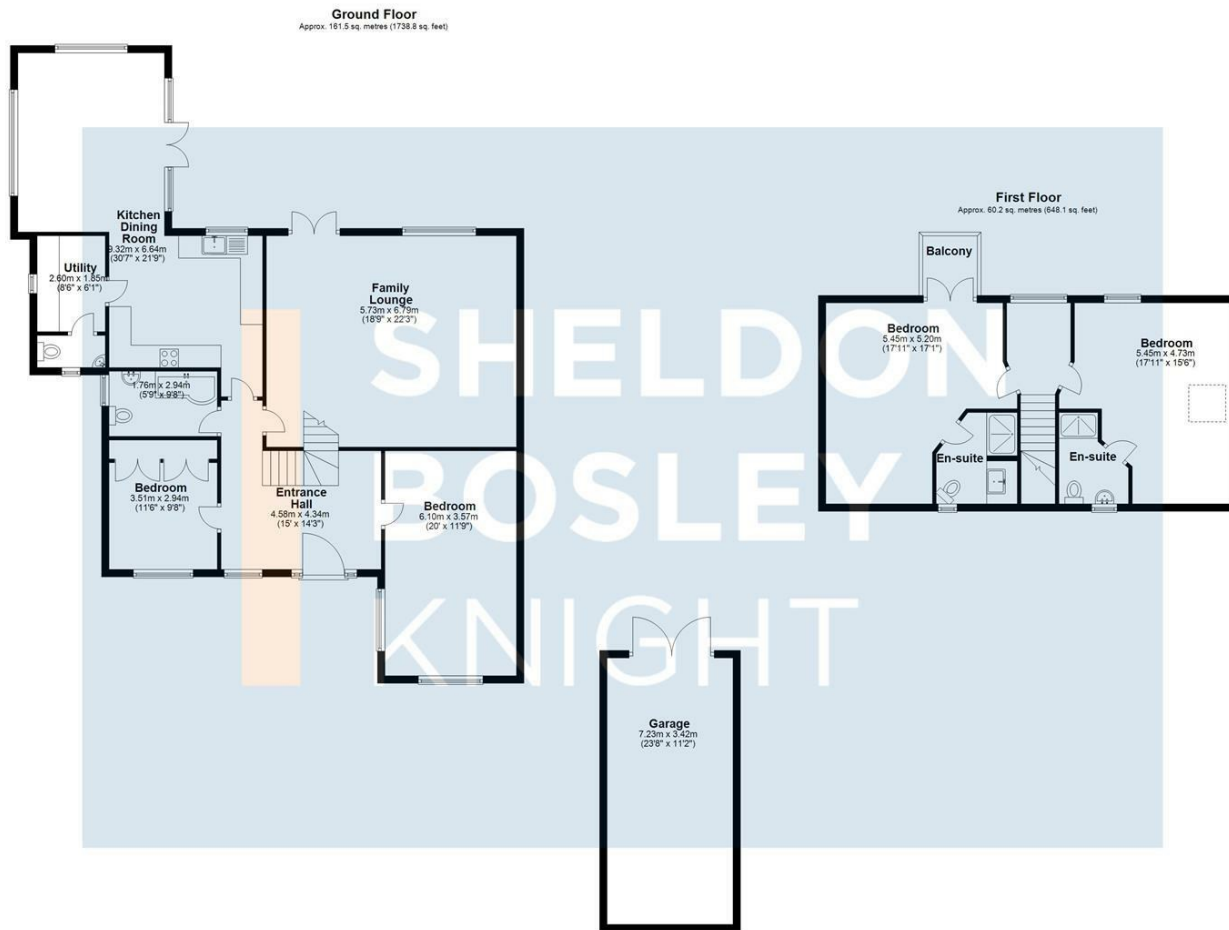 Ground Floor
Approx. 161.5 sq. metres (1738.8 sq. feet)
Kitchen
Dining
Room
9.32m x 6.64m
(30'7" x 21'9")
Utility
2.60m x 1.85m
(8'6" x 6'1")
Family
Lounge
5.73m x 6.79m
(18'9" x 22'3")
1.76m x 2.94m
(5'9" x 9'8")
Bedroom
3.51m x 2.94m
(11'6" x 9'8")
Entrance
Hall
4.58m x 4.34m
(15' x 14'3")
Bedroom
6.10m x 3.57m
(20' x 11'9")
Garage
7.23m x 3.42m
(23'8" x 11'2")
First Floor
Approx. 60.2 sq. metres (648.1 sq. feet)
Balcony
Bedroom
5.45m x 5.20m
(17'11" x 17'1")
Bedroom
5.45m x 4.73m
(17'11" x 15'6")
En-suite
En-suite
SHELDON
BOSLEY
KNIGHT